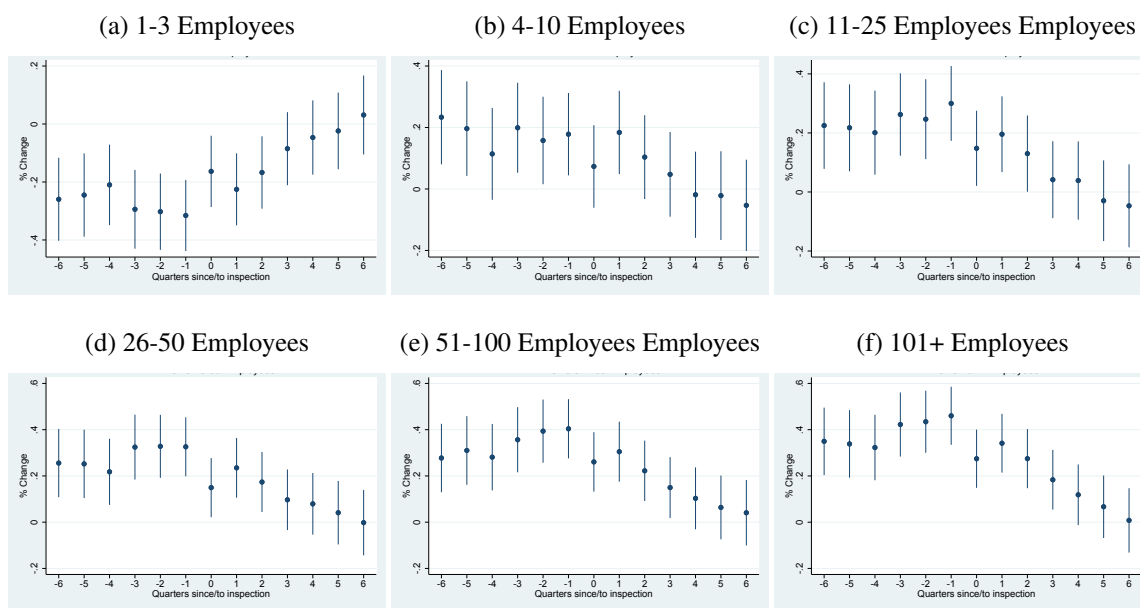 (a) 1-3 Employees
(b) 4-10 Employees
(c) 11-25 Employees Employees
% Change
.2
0
-.2
-.4
-6 -5 -4 -3 -2 -1 0 1 2 3 4 5 6
Quarters since/to inspection
% Change
.4
.2
0
-.2
-6 -5 -4 -3 -2 -1 0 1 2 3 4 5 6
Quarters since/to inspection
% Change
.4
.2
0
-.2
-6 -5 -4 -3 -2 -1 0 1 2 3 4 5 6
Quarters since/to inspection
(d) 26-50 Employees
(e) 51-100 Employees Employees
(f) 101+ Employees
% Change
.6
.4
.2
0
-.2
-6 -5 -4 -3 -2 -1 0 1 2 3 4 5 6
Quarters since/to inspection
% Change
.6
.4
.2
0
-.2
-6 -5 -4 -3 -2 -1 0 1 2 3 4 5 6
Quarters since/to inspection
% Change
.6
.4
.2
0
-.2
-6 -5 -4 -3 -2 -1 0 1 2 3 4 5 6
Quarters since/to inspection